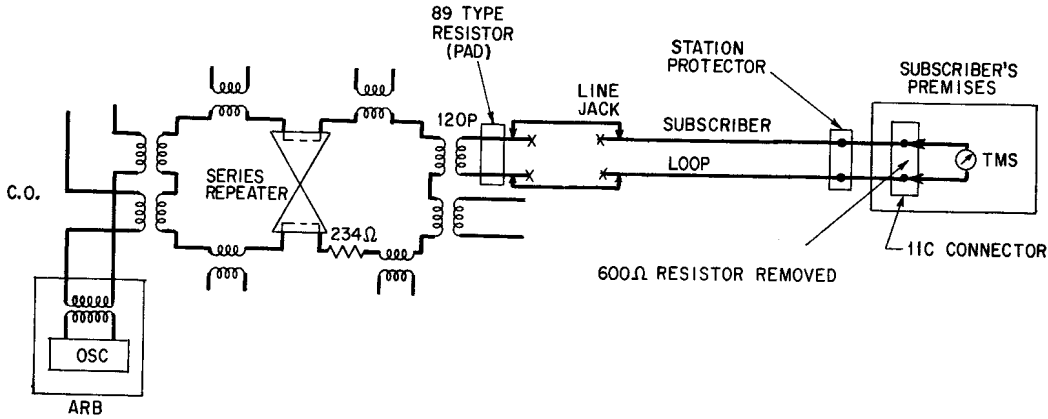 89 TYPE
RESISTOR
(PAD)
STATION
PROTECTOR
SUBSCRIBER'S
PREMISES
LINE
JACK
120P
SUBSCRIBER
TMS
C.O.
SERIES
REPEATER
LOOP
234Ω
11C CONNECTOR
600Ω RESISTOR REMOVED
OSC
ARB